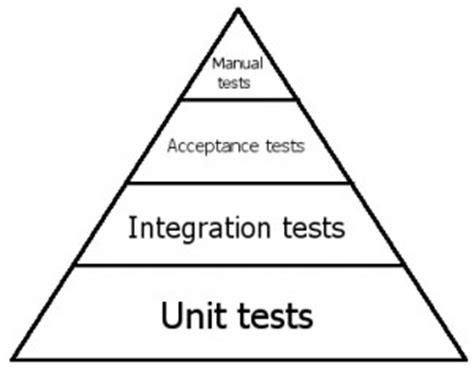 Manual
tests
Acceptance tests
Integration tests
Unit tests